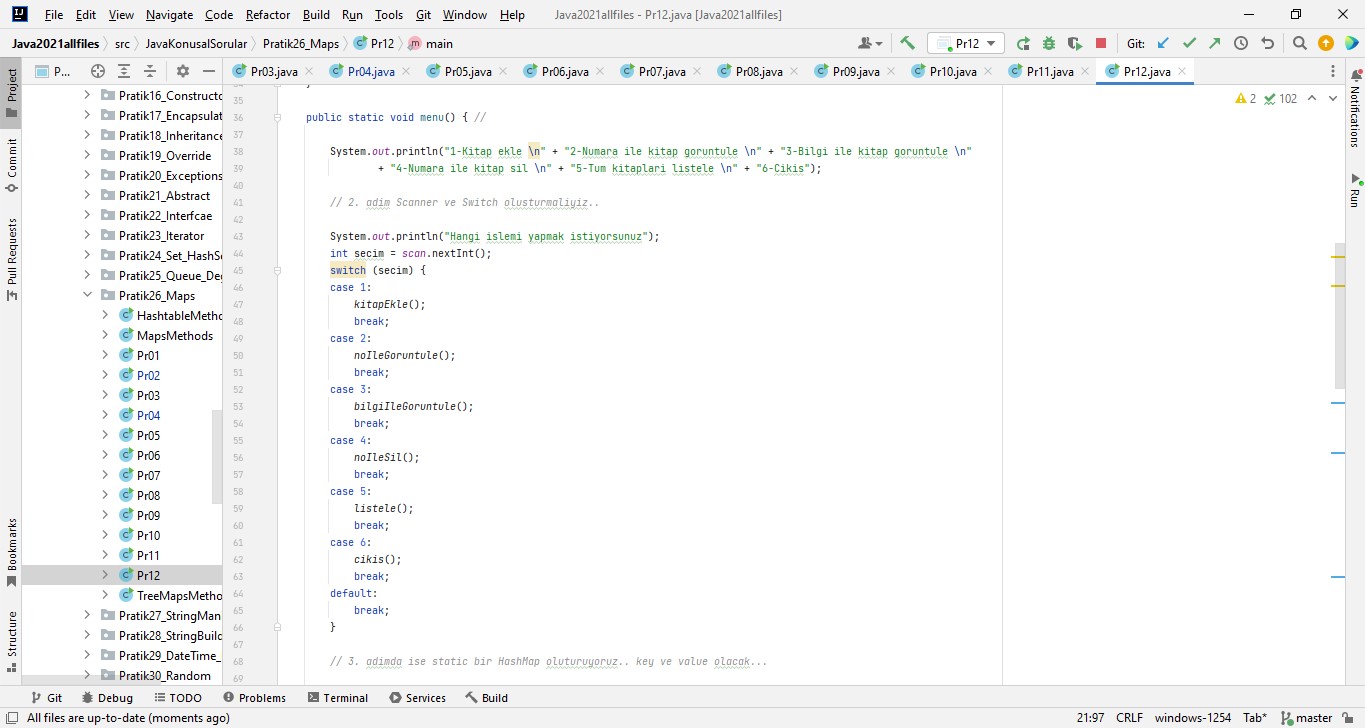 File Edit View Navigate Code Refactor Build Run Tools Git Window Help Java2021allfiles - Pr12.java [Java2021allfiles]
Java2021allfiles src JavaKonusalSorular Pratik26_Maps Pr12 main Pr12 Git:
Project P... Pr03.java Pr04.java Pr05.java Pr06.java Pr07.java Pr08.java Pr09.java Pr10.java Pr11.java Pr12.java
Commit
Pull Requests
Bookmarks
Structure
Notifications
Run
Pratik16_Constructo
Pratik17_Encapsulat
Pratik18_Inheritance
Pratik19_Override
Pratik20_Exceptions
Pratik21_Abstract
Pratik22_Interfcae
Pratik23_Iterator
Pratik24_Set_HashS
Pratik25_Queue_De
Pratik26_Maps
HashtableMetho
MapsMethods
Pr01
Pr02
Pr03
Pr04
Pr05
Pr06
Pr07
Pr08
Pr09
Pr10
Pr11
Pr12
TreeMapsMetho
Pratik27_StringMan
Pratik28_StringBuild
Pratik29_DateTime_
Pratik30_Random
2 102
35
36 public static void menu() { //
37
38 System.out.println("1-Kitap ekle \n" + "2-Numara ile kitap goruntule \n" + "3-Bilgi ile kitap goruntule \n"
39 + "4-Numara ile kitap sil \n" + "5-Tum kitaplari listele \n" + "6-Cikis");
40
41 // 2. adim Scanner ve Switch olusturmaliyiz..
42
43 System.out.println("Hangi islemi yapmak istiyorsunuz");
44 int secim = scan.nextInt();
45 switch (secim) {
46 case 1:
47 kitapEkle();
48 break;
49 case 2:
50 noIleGoruntule();
51 break;
52 case 3:
53 bilgiIleGoruntule();
54 break;
55 case 4:
56 noIleSil();
57 break;
58 case 5:
59 listele();
60 break;
61 case 6:
62 cikis();
63 break;
64 default:
65 break;
66 }
67
68 // 3. adimda ise static bir HashMap oluturuyoruz.. key ve value olacak...
69
Git Debug TODO Problems Terminal Services Build
All files are up-to-date (moments ago) 21:97 CRLF windows-1254 Tab* master